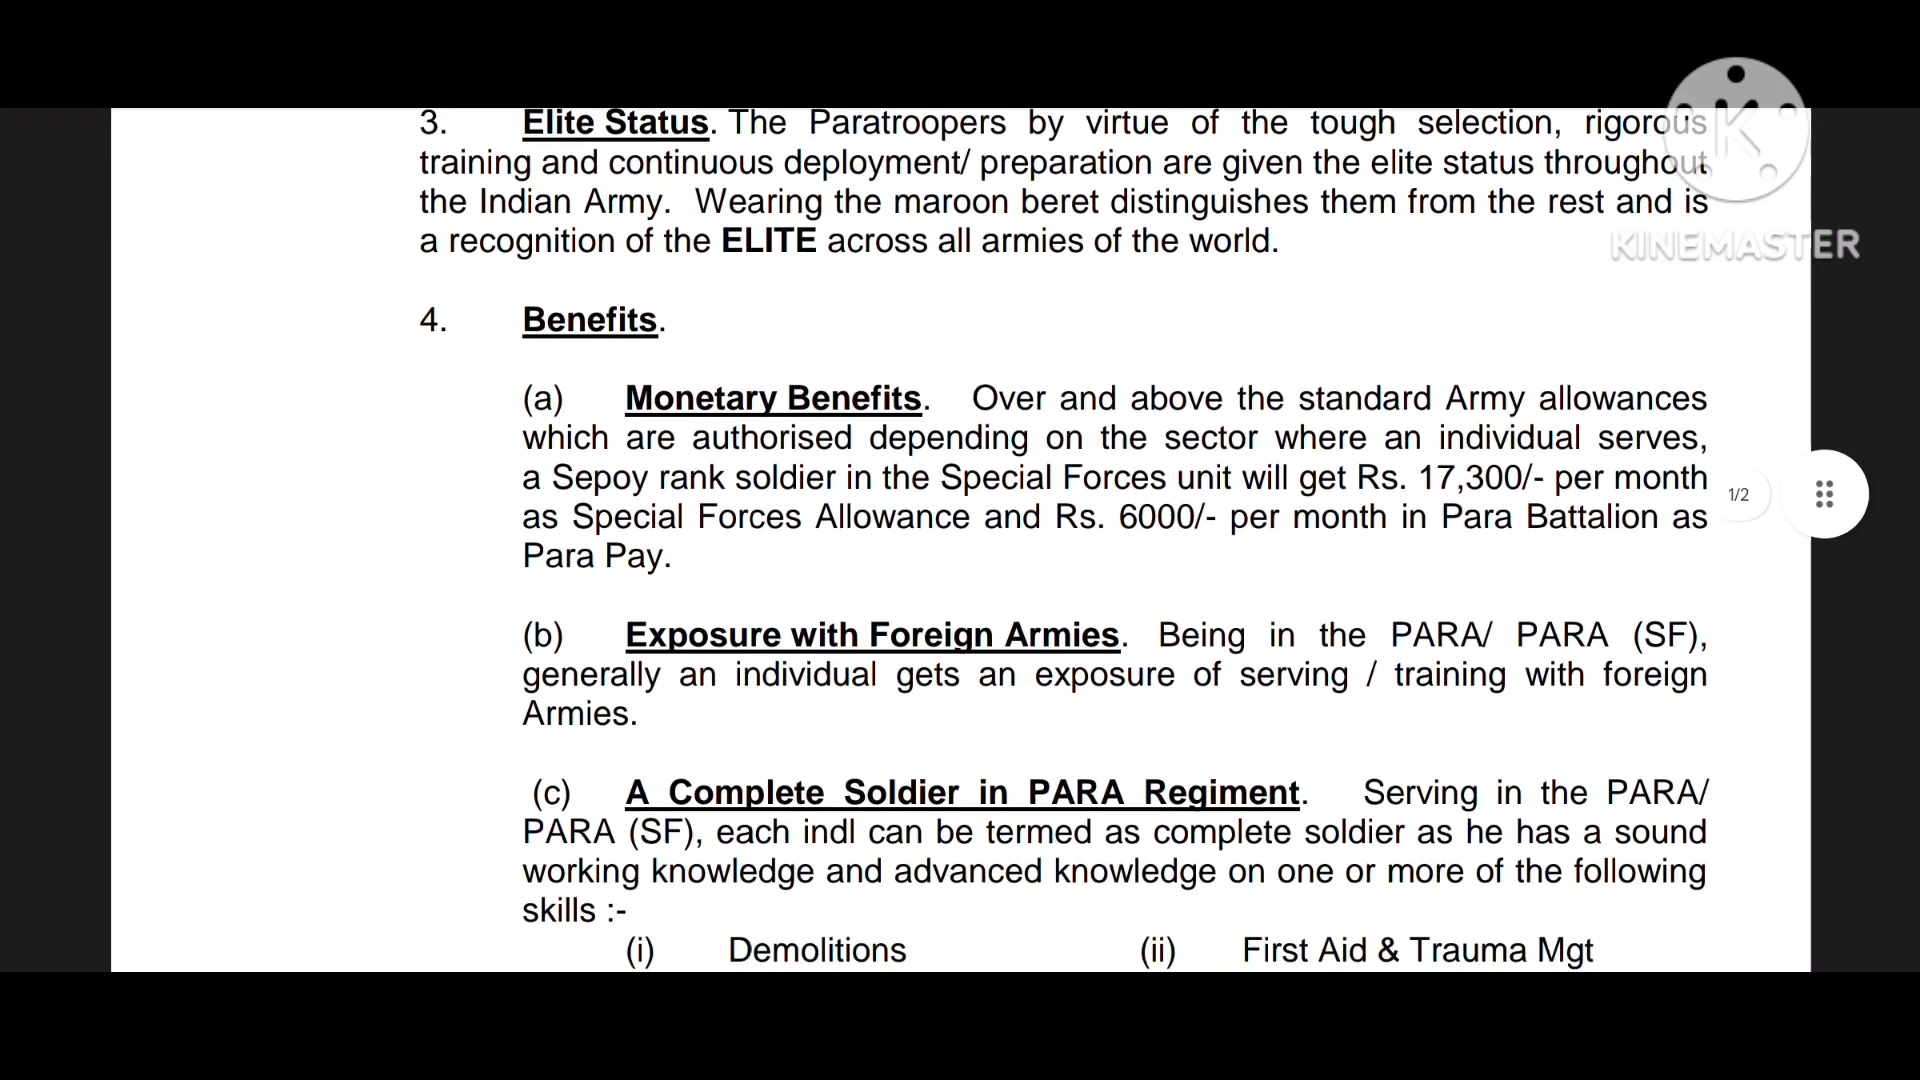 3. Elite Status. The Paratroopers by virtue of the tough selection, rigorous
training and continuous deployment/ preparation are given the elite status throughout
the Indian Army. Wearing the maroon beret distinguishes them from the rest and is
a recognition of the ELITE across all armies of the world.
KINEMASTER
4. Benefits.
(a) Monetary Benefits. Over and above the standard Army allowances
which are authorised depending on the sector where an individual serves,
a Sepoy rank soldier in the Special Forces unit will get Rs. 17,300/- per month
as Special Forces Allowance and Rs. 6000/- per month in Para Battalion as
Para Pay.
1/2
(b) Exposure with Foreign Armies. Being in the PARA/ PARA (SF),
generally an individual gets an exposure of serving / training with foreign
Armies.
(c) A Complete Soldier in PARA Regiment. Serving in the PARA/
PARA (SF), each indl can be termed as complete soldier as he has a sound
working knowledge and advanced knowledge on one or more of the following
skills :-
(i) Demolitions (ii) First Aid & Trauma Mgt